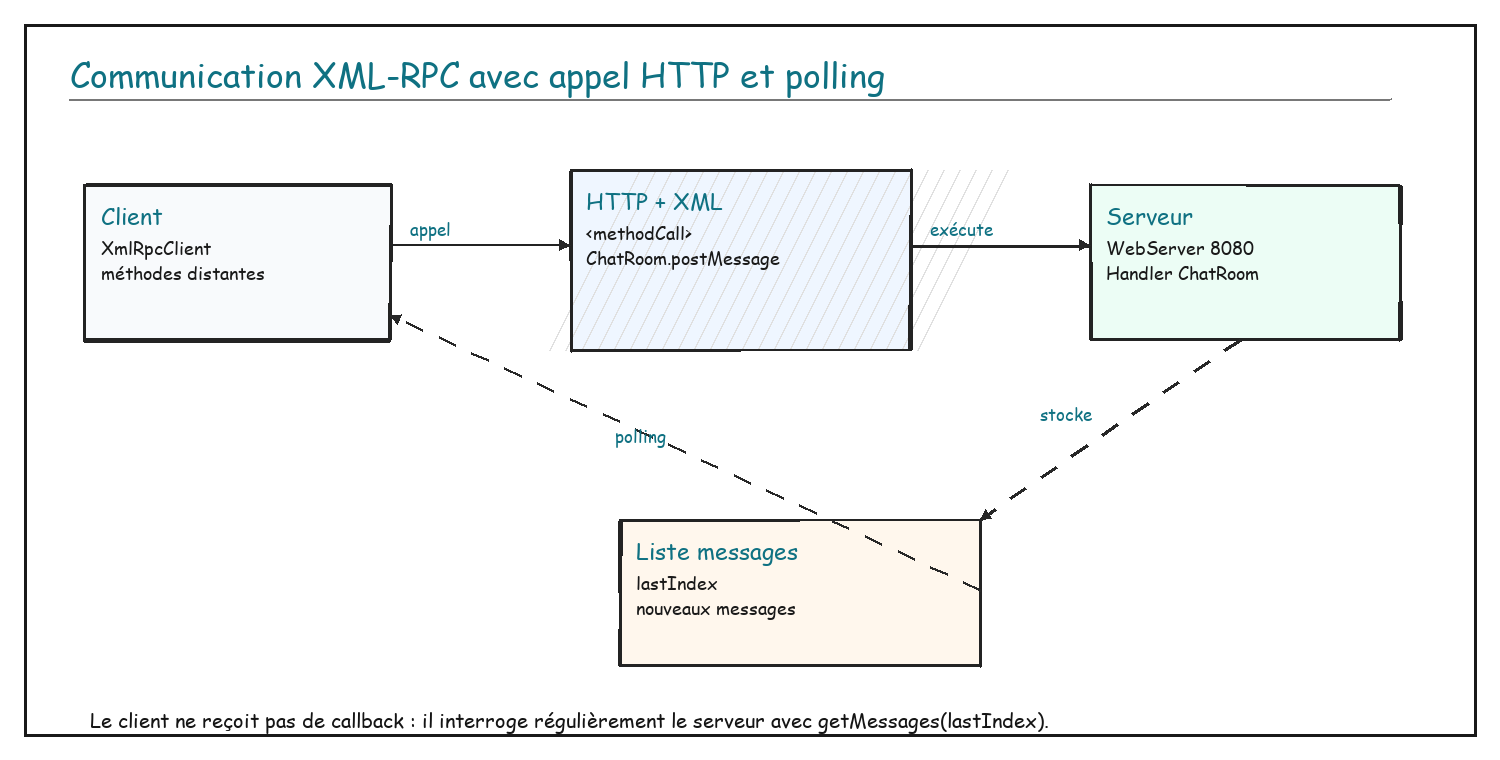 Communication XML-RPC avec appel HTTP et polling
Client
XmlRpcClient
méthodes distantes
appel
HTTP + XML
<methodCall>
ChatRoom.postMessage
exécute
Serveur
WebServer 8080
Handler ChatRoom
stocke
polling
Liste messages
lastIndex
nouveaux messages
Le client ne reçoit pas de callback : il interroge régulièrement le serveur avec getMessages(lastIndex).